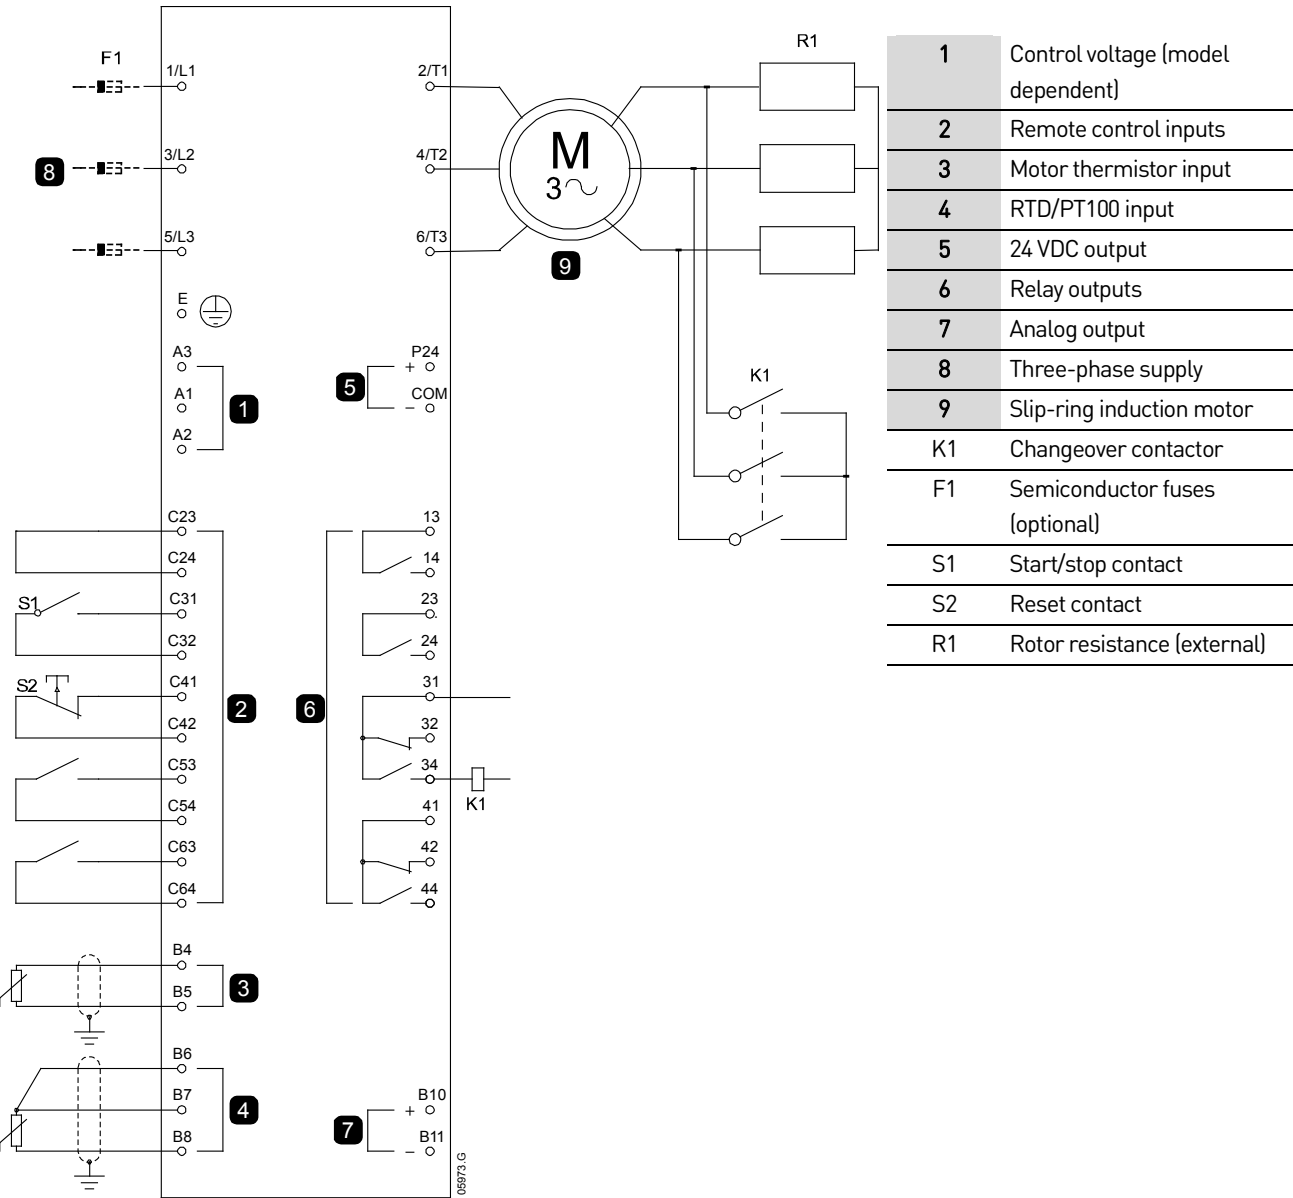 F1
1/L1
3/L2
5/L3
8
2/T1
4/T2
6/T3
M
3
9
R1
E
A3
A1
A2
1
P24
+
COM
−
5
K1
C23
C24
S1
C31
C32
S2
C41
C42
C53
C54
C63
C64
2
13
14
23
24
31
32
34
K1
41
42
44
6
B4
B5
3
B6
B7
B8
4
B10
+
B11
−
7
05973.G
1 Control voltage (model
dependent)
2 Remote control inputs
3 Motor thermistor input
4 RTD/PT100 input
5 24 VDC output
6 Relay outputs
7 Analog output
8 Three-phase supply
9 Slip-ring induction motor
K1 Changeover contactor
F1 Semiconductor fuses
(optional)
S1 Start/stop contact
S2 Reset contact
R1 Rotor resistance (external)